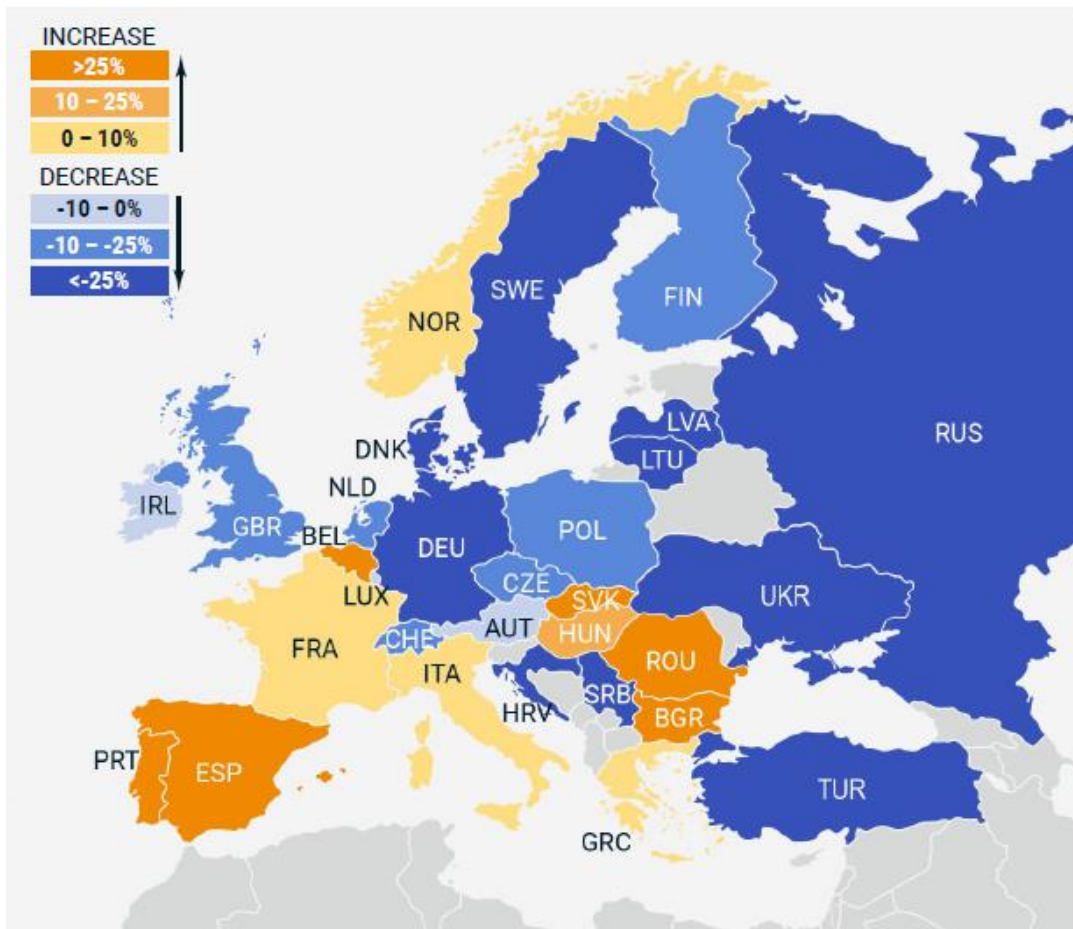 INCREASE
>25%
10 – 25%
0 – 10%
DECREASE
-10 – 0%
-10 – -25%
<-25%
SWE
FIN
NOR
RUS
LVA
DNK
LTU
NLD
IRL
GBR
BEL
DEU
POL
CZE
UKR
LUX
SVK
AUT
HUN
CHE
FRA
ROU
ITA
SRB
HRV
BGR
PRT
ESP
TUR
GRC